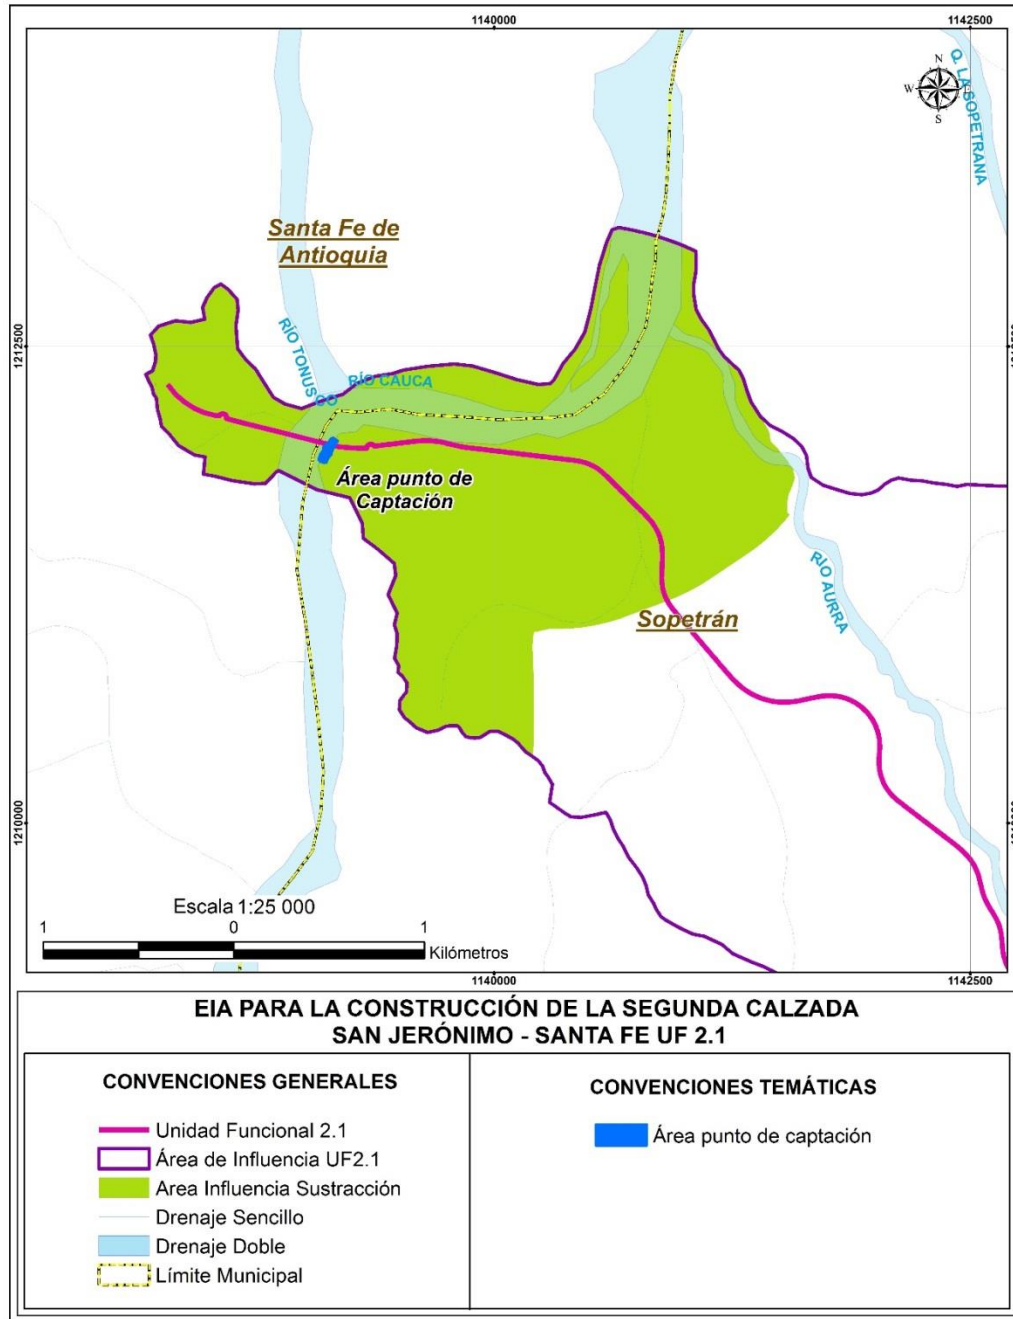 1140000
1142500
N
W
S
Q. LA SOPETRANA
Santa Fe de
Antioquia
1212500
RÍO TONUSCO
RÍO CAUCA
Área punto de
Captación
Sopetrán
RÍO AURRA
1210000
Escala 1:25 000
1 0 1
Kilómetros
1140000
1142500
EIA PARA LA CONSTRUCCIÓN DE LA SEGUNDA CALZADA
SAN JERÓNIMO - SANTA FE UF 2.1
CONVENCIONES GENERALES
Unidad Funcional 2.1
Área de Influencia UF2.1
Area Influencia Sustracción
Drenaje Sencillo
Drenaje Doble
Límite Municipal
CONVENCIONES TEMÁTICAS
Área punto de captación